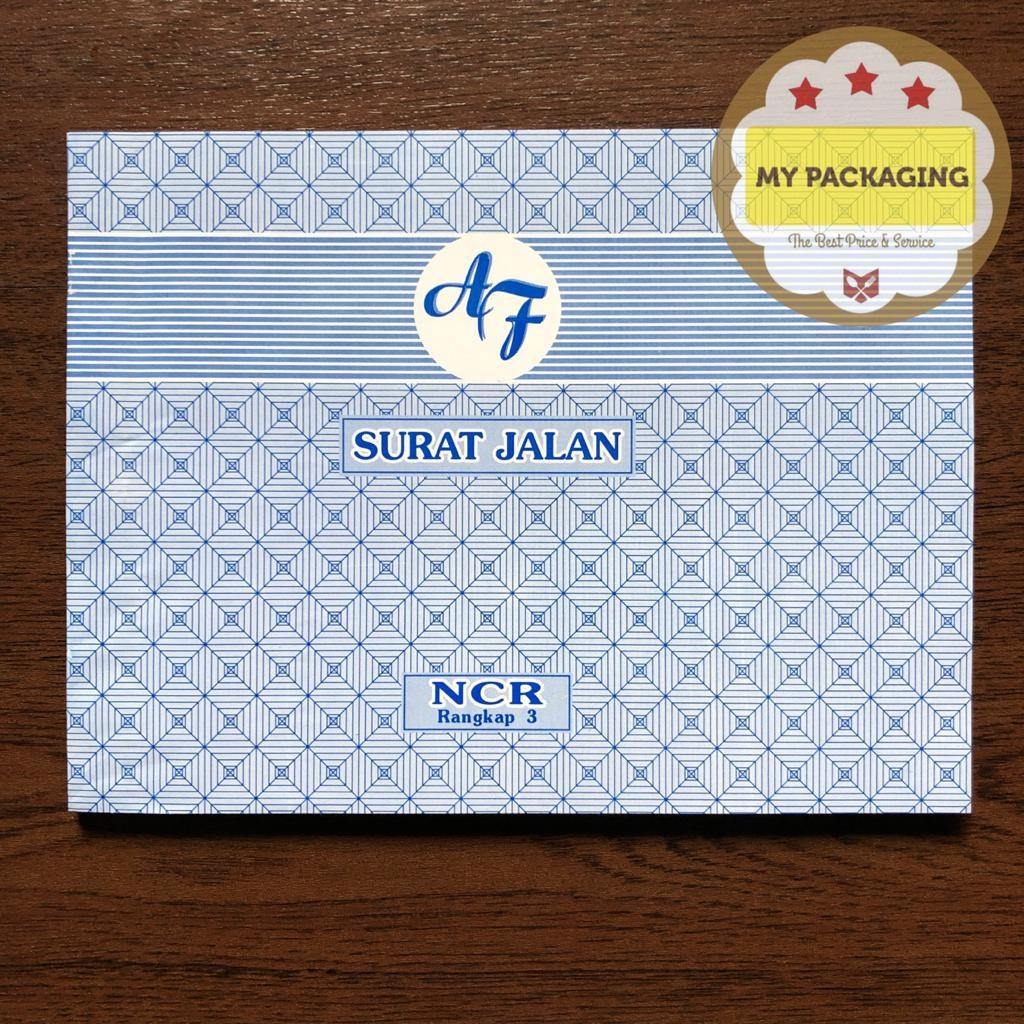 MY PACKAGING
The Best Price & Service
AF
SURAT JALAN
NCR
Rangkap 3